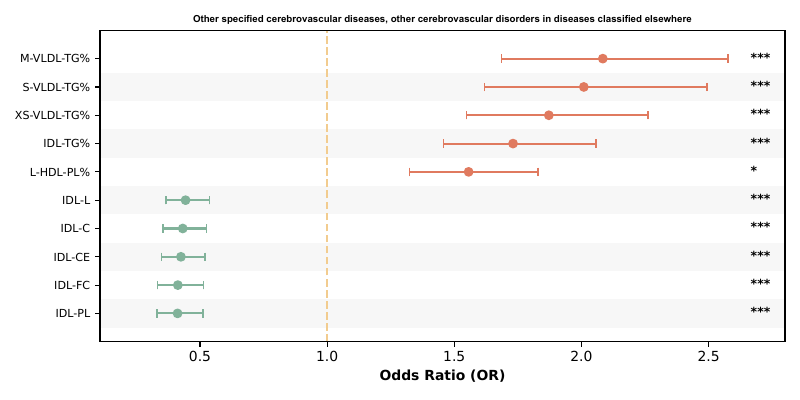 Other specified cerebrovascular diseases, other cerebrovascular disorders in diseases classified elsewhere
M-VLDL-TG% ***
S-VLDL-TG% ***
XS-VLDL-TG% ***
IDL-TG% ***
L-HDL-PL% *
IDL-L ***
IDL-C ***
IDL-CE ***
IDL-FC ***
IDL-PL ***
0.5 1.0 1.5 2.0 2.5
Odds Ratio (OR)